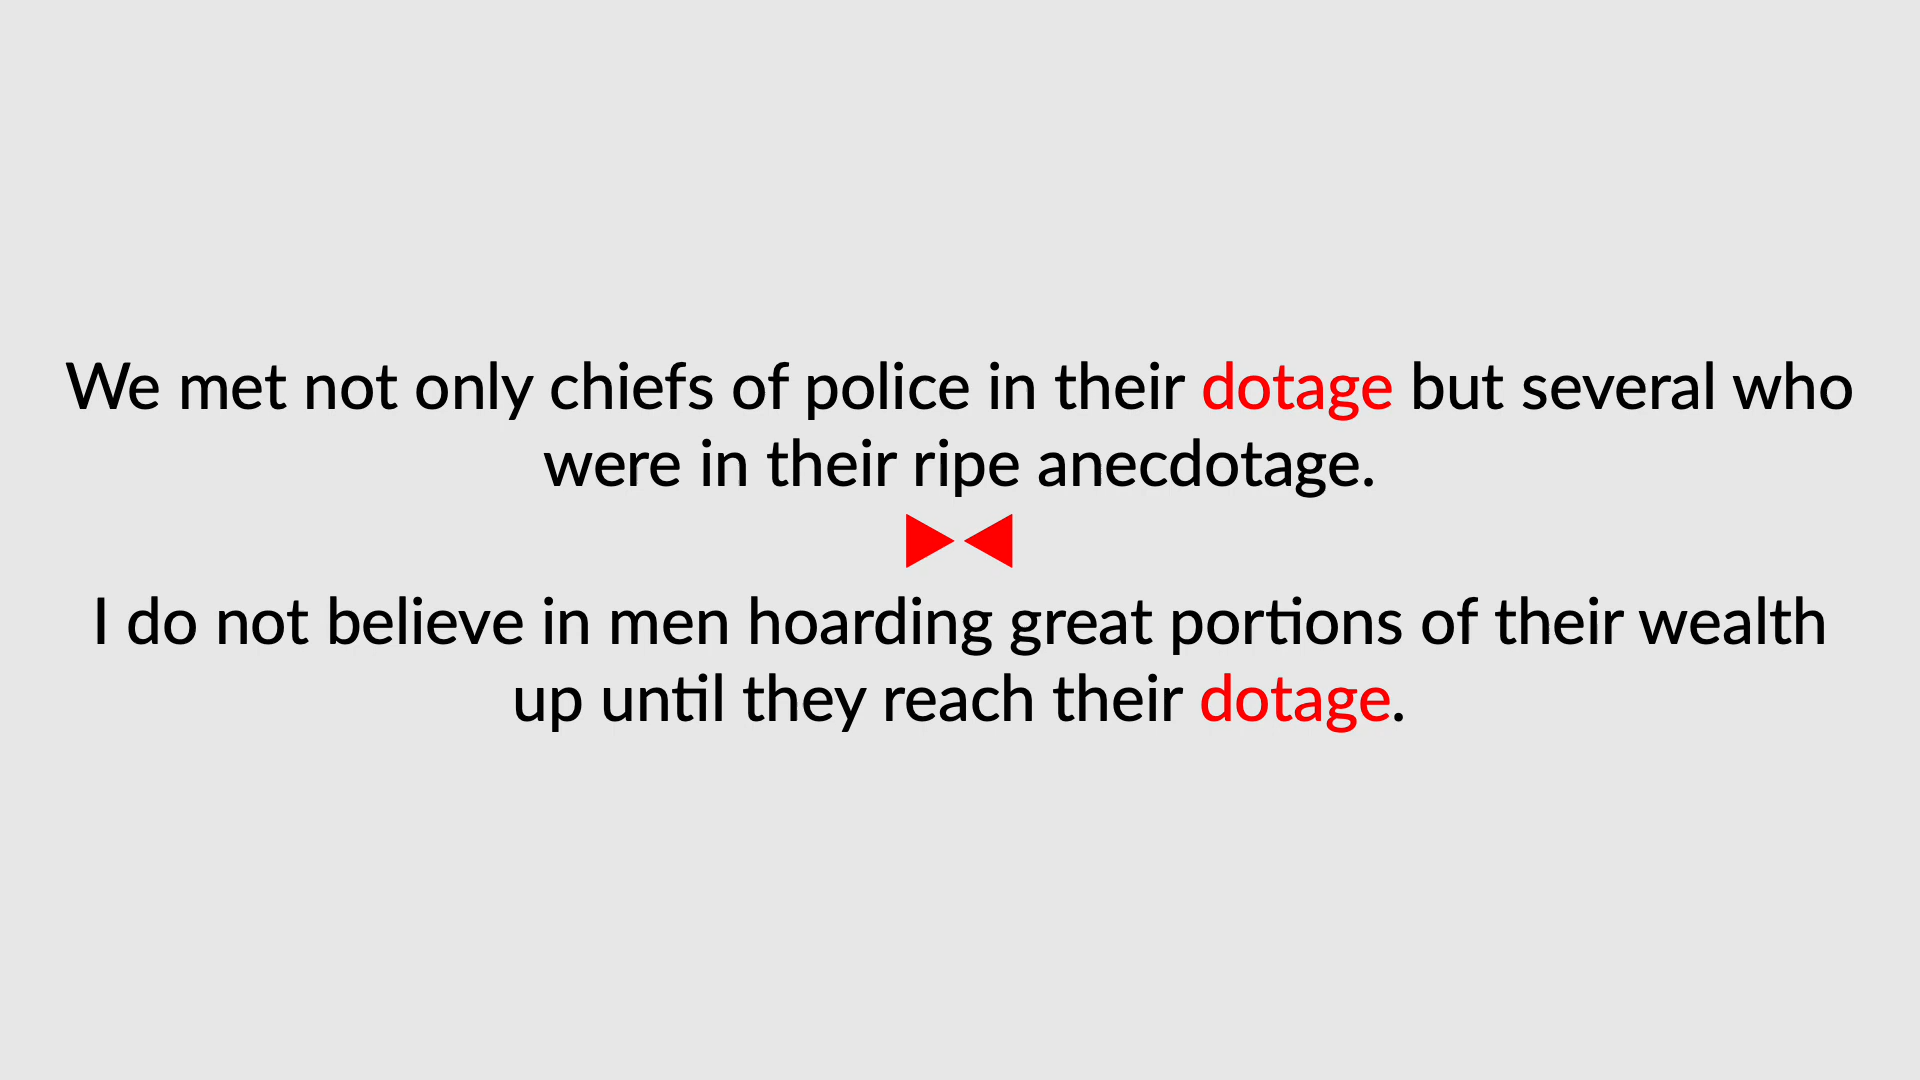 We met not only chiefs of police in their dotage but several who
were in their ripe anecdotage.
I do not believe in men hoarding great portions of their wealth
up until they reach their dotage.